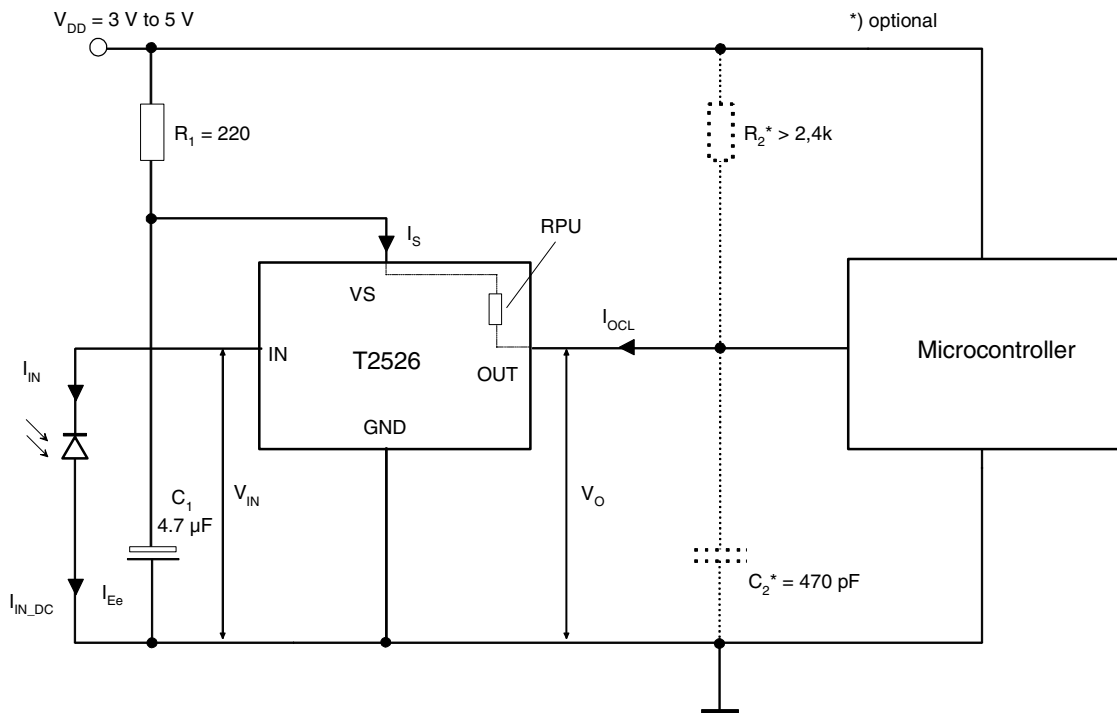 V_DD = 3 V to 5 V
*) optional
R_1 = 220
R_2* > 2,4k
RPU
I_S
VS
I_OCL
IN
T2526
OUT
Microcontroller
I_IN
GND
C_1
4.7 µF
V_IN
V_O
C_2* = 470 pF
I_IN_DC
I_Ee